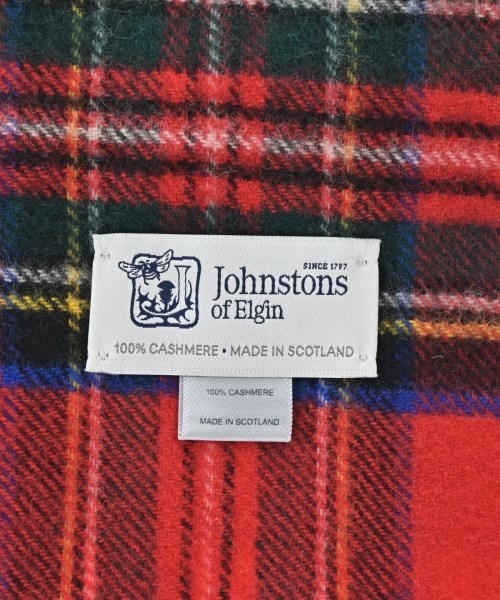 SINCE 1797
Johnstons
of Elgin
100% CASHMERE • MADE IN SCOTLAND
100% CASHMERE
MADE IN SCOTLAND